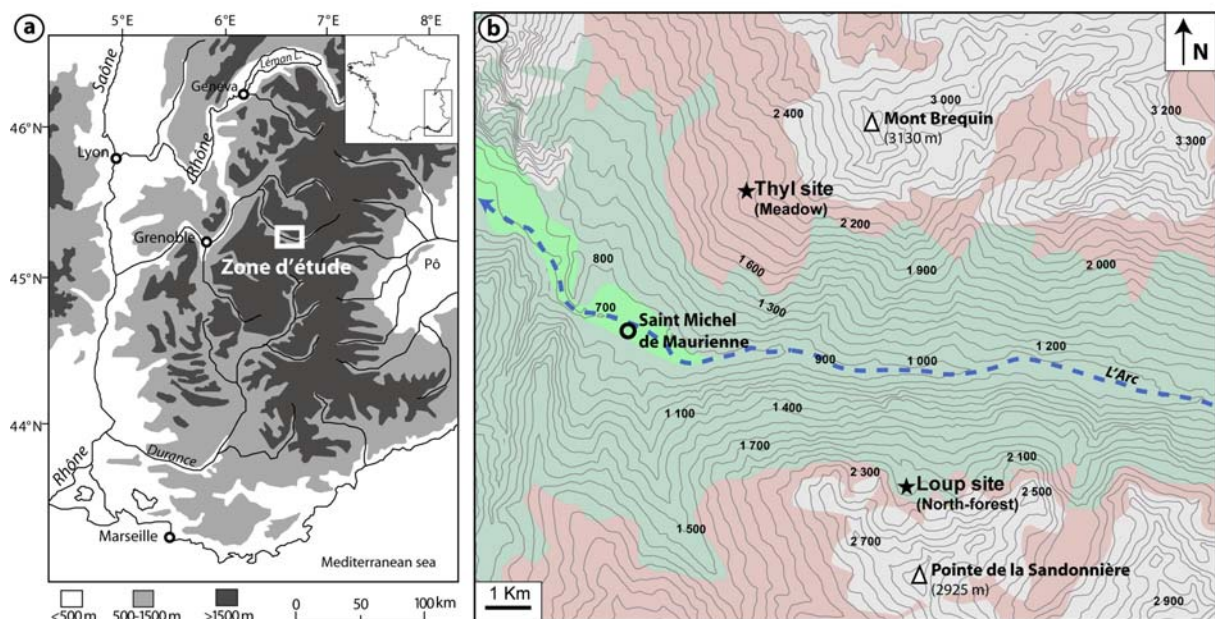 a
5°E
6°E
7°E
8°E
Saône
Léman L.
Géneva
46°N
Rhône
Lyon
Grenoble
Zone d'étude
Pô
45°N
44°N
Durance
Rhône
Marseille
Mediterranean sea
<500 m
500-1500 m
>1500 m
0
50
100 km
b
N
3 000
2 400
Mont Brequin
(3130 m)
3 200
3 300
Thyl site
(Meadow)
2 200
800
1 600
1 900
2 000
1 300
700
Saint Michel
de Maurienne
900
1 000
1 200
L'Arc
1 100
1 400
1 700
2 100
2 300
Loup site
(North-forest)
2 500
1 500
2 700
Pointe de la Sandonnière
(2925 m)
1 Km
2 900